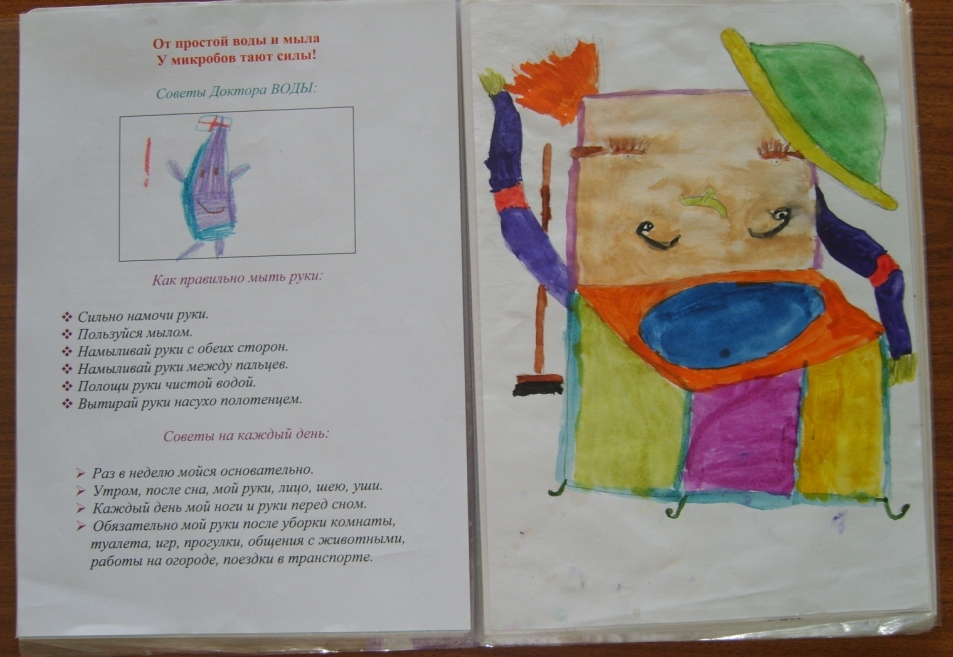 От простой воды и мыла
У микробов тают силы!
Советы Доктора ВОДЫ:
Как правильно мыть руки:
❖ Сильно намочи руки.
❖ Пользуйся мылом.
❖ Намыливай руки с обеих сторон.
❖ Намыливай руки между пальцев.
❖ Полощи руки чистой водой.
❖ Вытирай руки насухо полотенцем.
Советы на каждый день:
➢ Раз в неделю мойся основательно.
➢ Утром, после сна, мой руки, лицо, шею, уши.
➢ Каждый день мой ноги и руки перед сном.
➢ Обязательно мой руки после уборки комнаты,
туалета, игр, прогулки, общения с животными,
работы на огороде, поездки в транспорте.